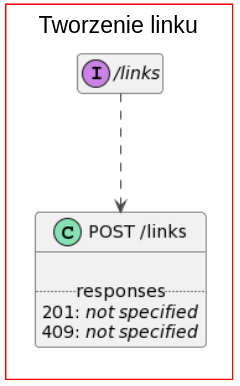 Tworzenie linku
I /links
C POST /links
responses
201: not specified
409: not specified